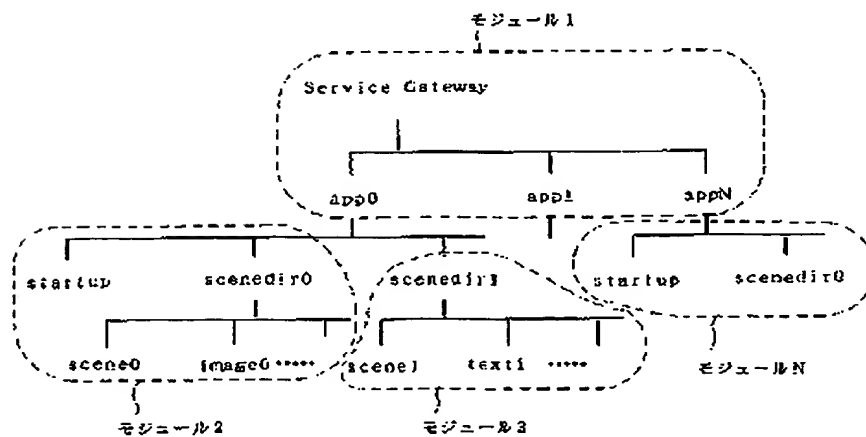 モジュール1
Service Gateway
app0 app1 appN
startup scenedir0 scenedir1 startup scenedir0
scene0 image0 ••••• scene1 text1 •••••
モジュールN
モジュール2 モジュール3